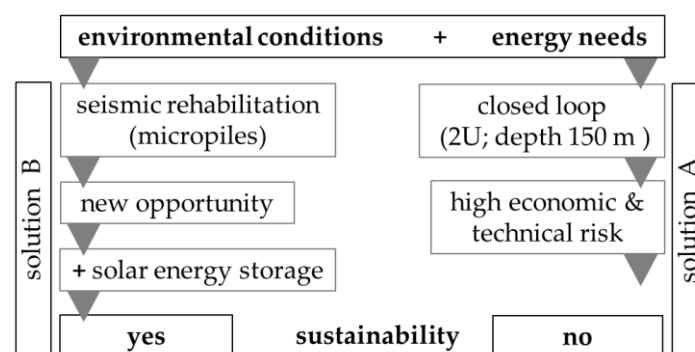 environmental conditions + energy needs
solution B
seismic rehabilitation
(micropiles)
new opportunity
+ solar energy storage
closed loop
(2U; depth 150 m )
high economic &
technical risk
solution A
yes sustainability no